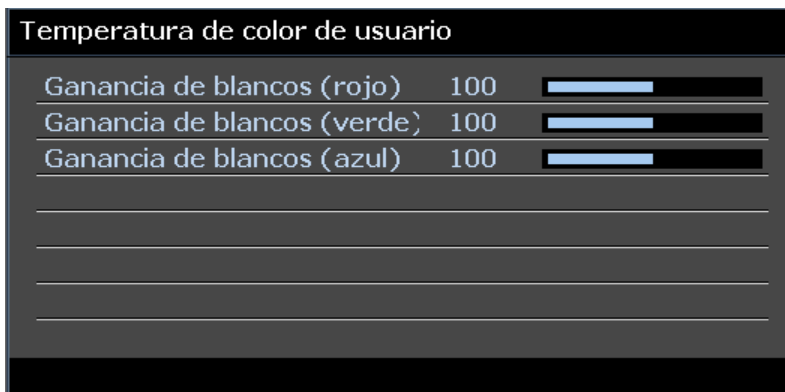 Temperatura de color de usuario
Ganancia de blancos (rojo) 100
Ganancia de blancos (verde) 100
Ganancia de blancos (azul) 100